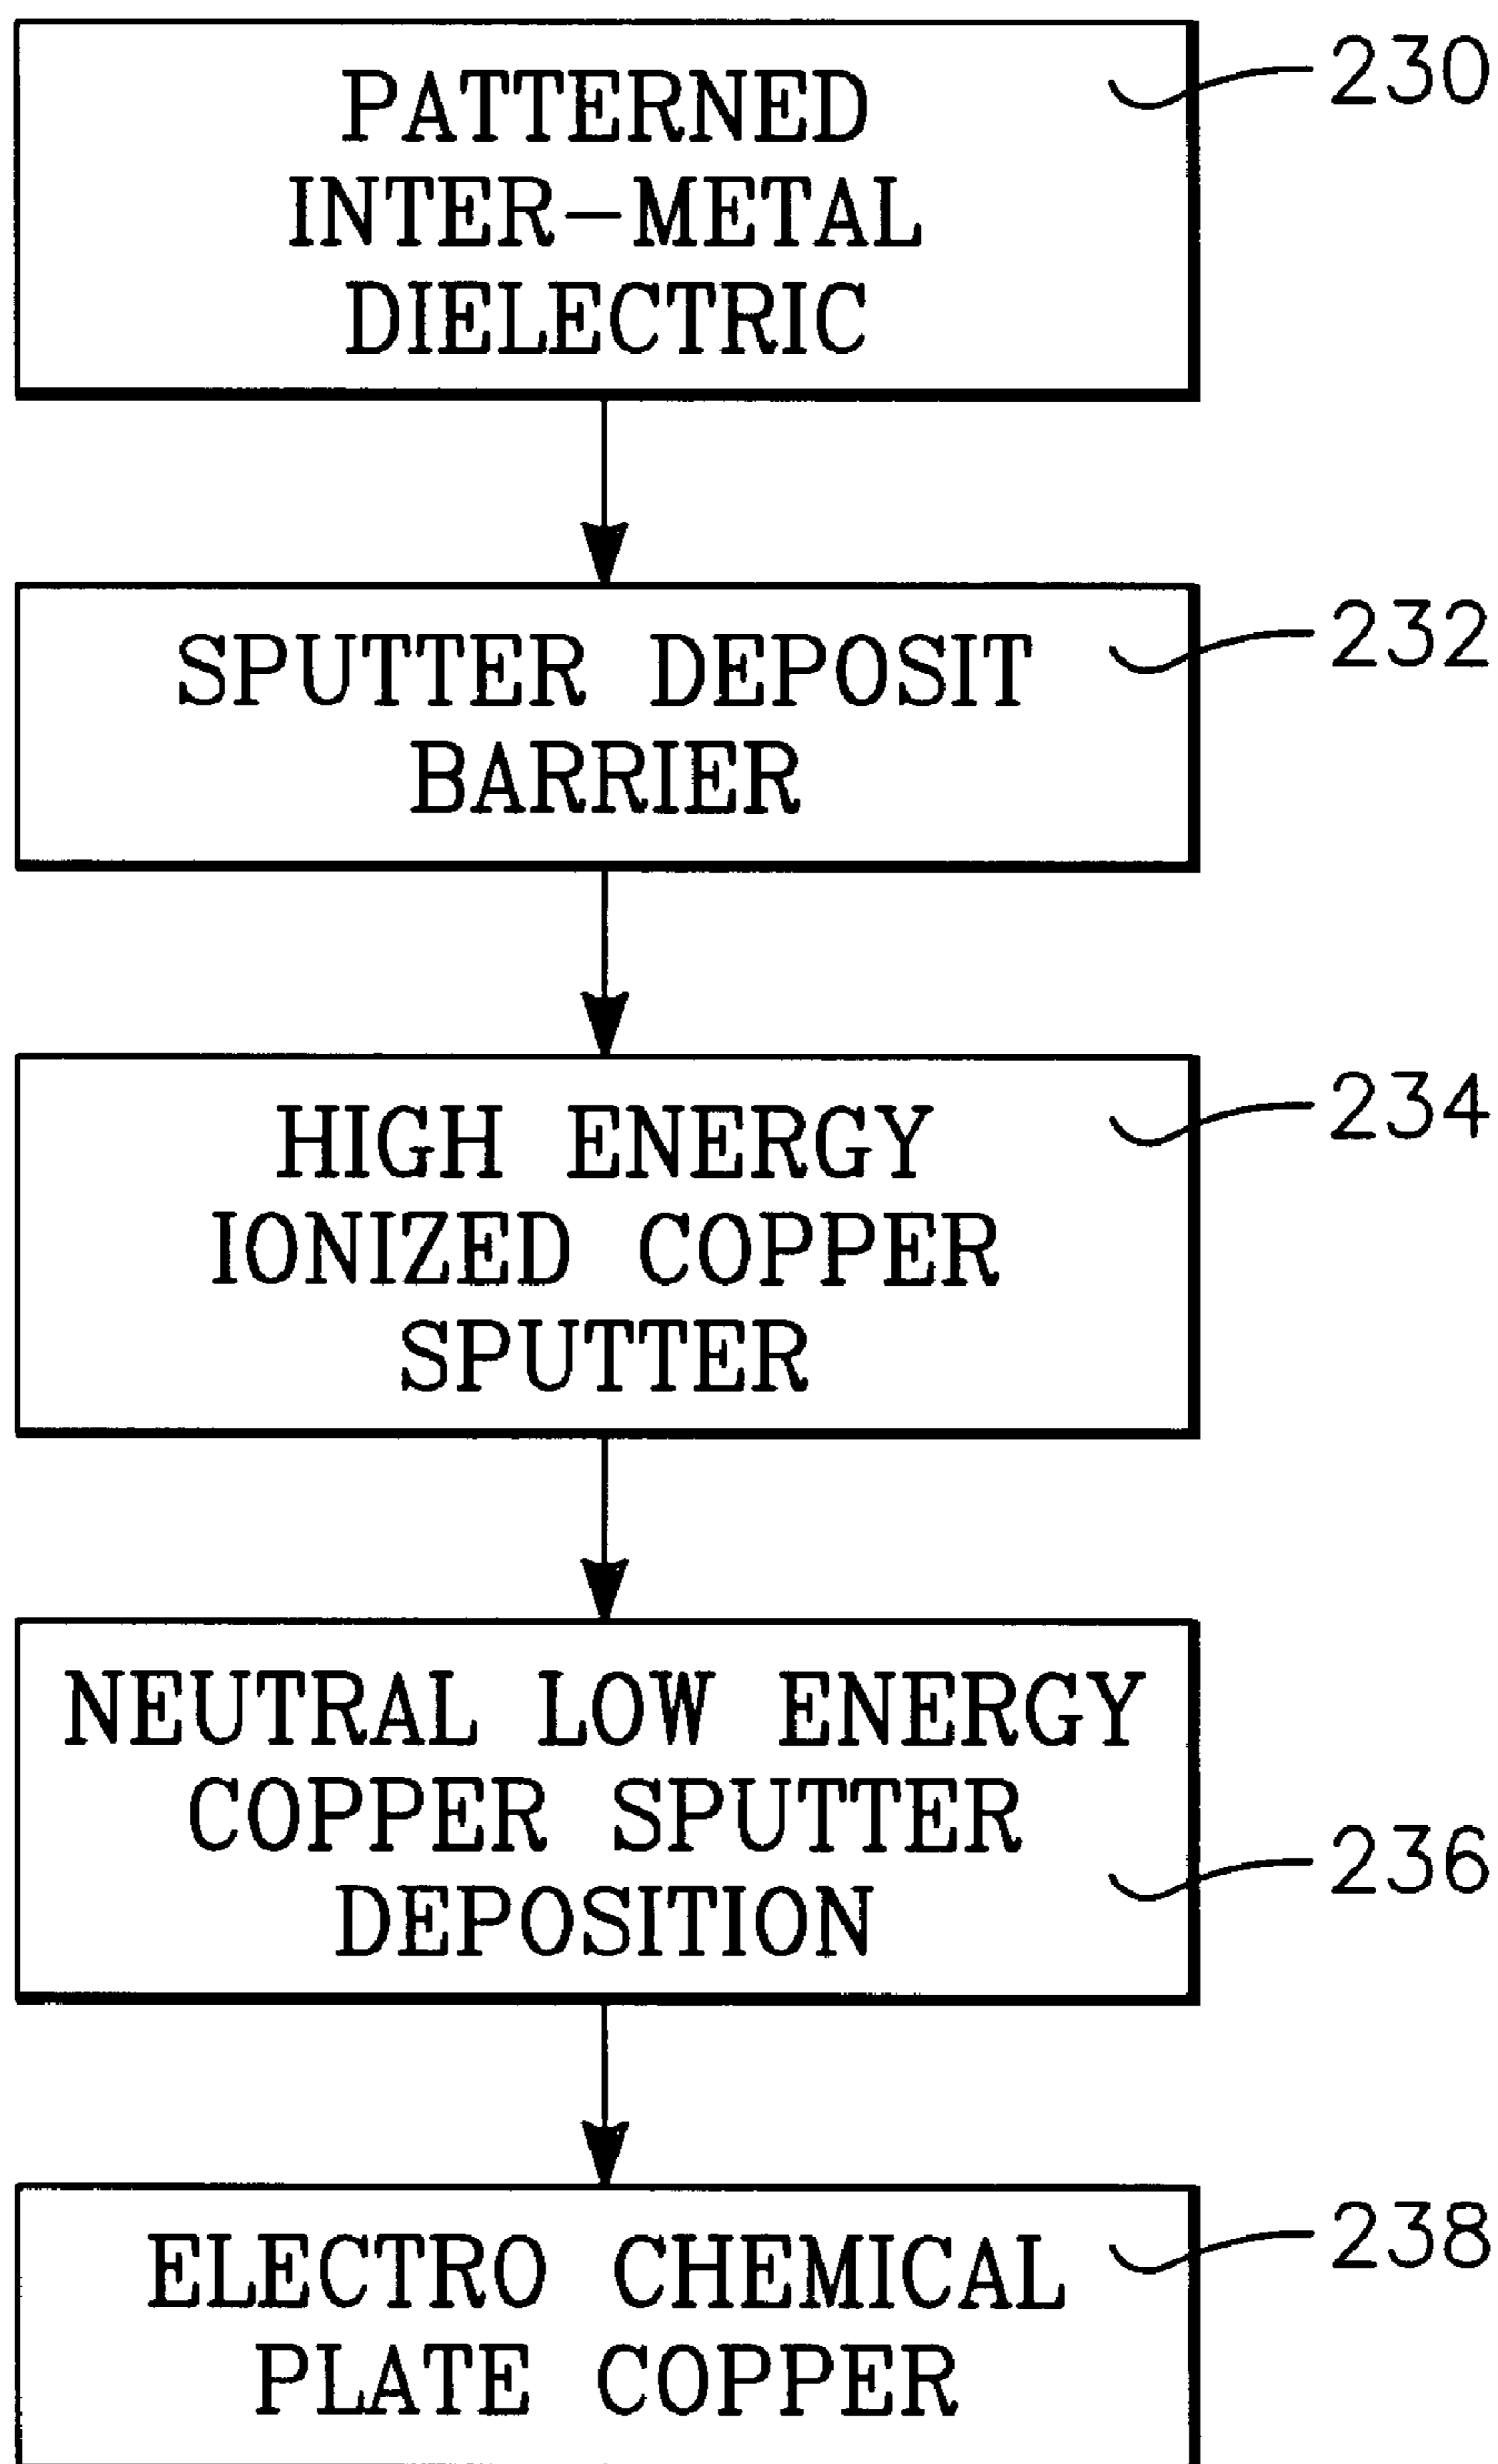 PATTERNED
INTER-METAL
DIELECTRIC
230
SPUTTER DEPOSIT
BARRIER
232
HIGH ENERGY
IONIZED COPPER
SPUTTER
234
NEUTRAL LOW ENERGY
COPPER SPUTTER
DEPOSITION
236
ELECTRO CHEMICAL
PLATE COPPER
238